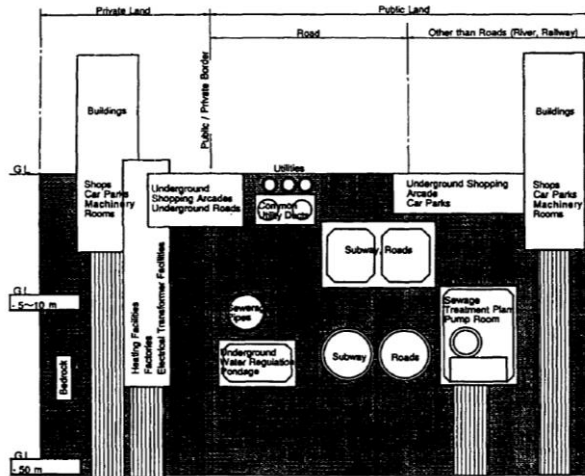 Private Land
Public Land
Road
Other than Roads (River, Railway)
Public / Private Border
Buildings
Buildings
G.L.
Utilities
Shops
Car Parks
Machinery
Rooms
Underground
Shopping Arcades
Underground Roads
Common
Utility Ducts
Underground Shopping
Arcade
Car Parks
Shops
Car Parks
Machinery
Rooms
Subway, Roads
Heating Facilities
Factories
Electrical Transformer Facilities
G.L.
-5~10 m
Sewerage
Pipes
Sewage
Treatment Plant
Pump Room
Underground
Water Regulation
Pondage
Subway
Roads
Bedrock
G.L.
-50 m